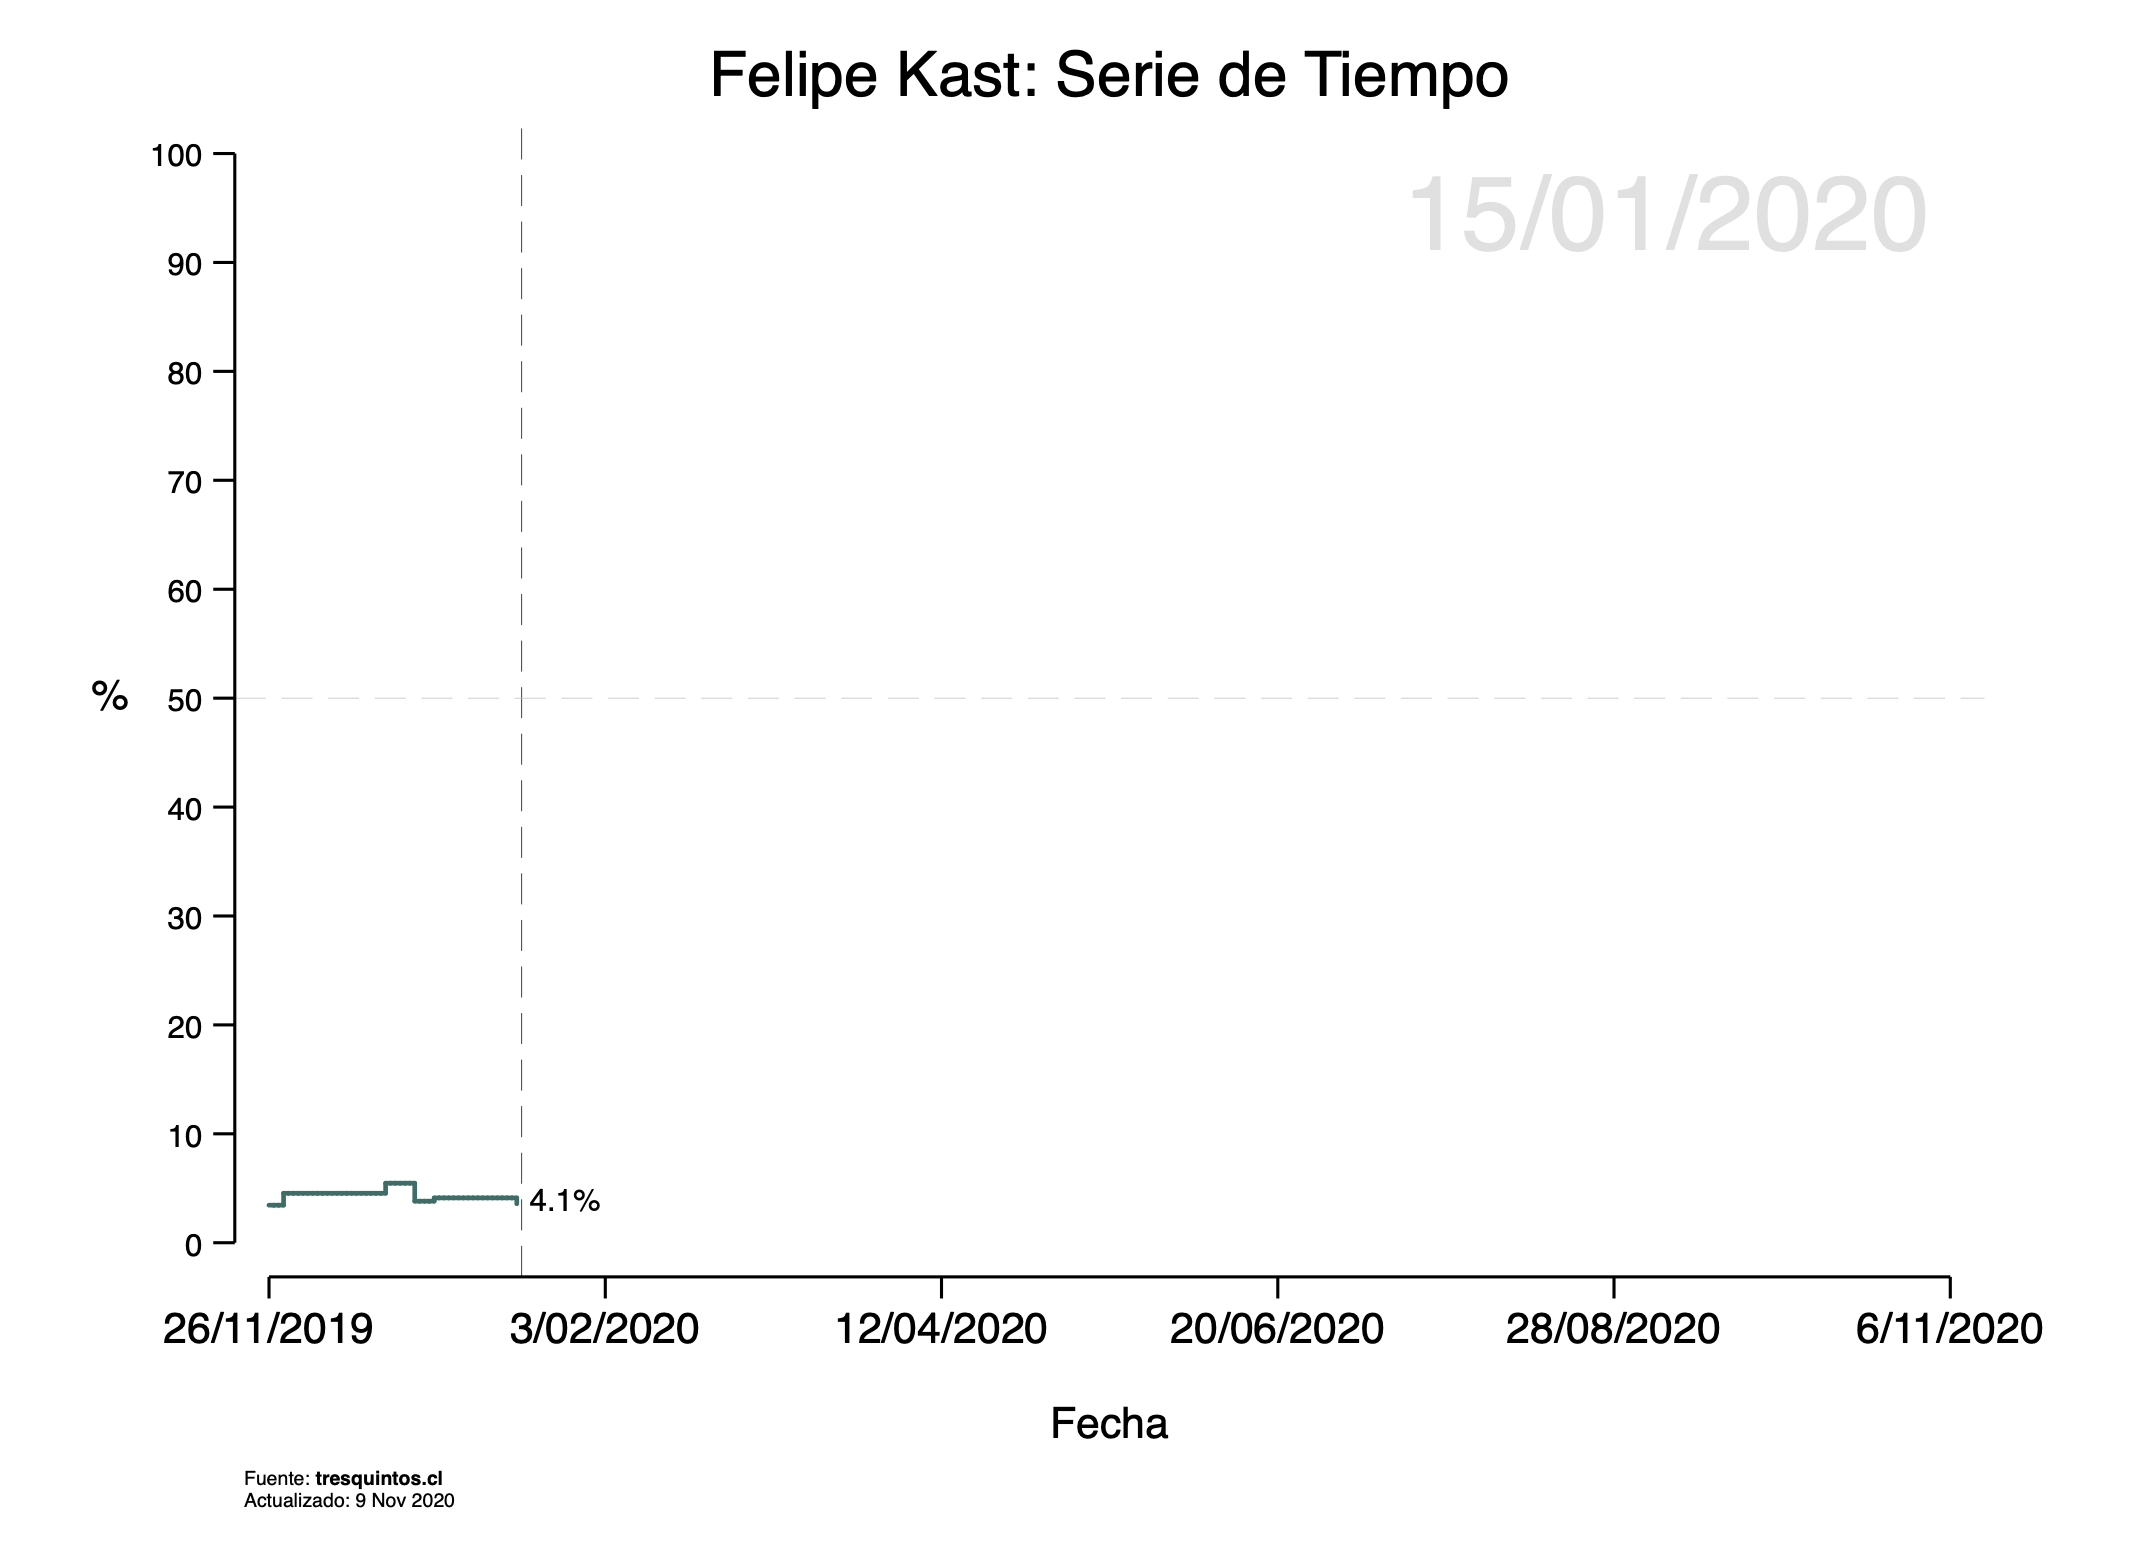 Felipe Kast: Serie de Tiempo
15/01/2020
100
90
80
70
60
50
40
30
20
10
0
%
4.1%
26/11/2019 3/02/2020 12/04/2020 20/06/2020 28/08/2020 6/11/2020
Fecha
Fuente: tresquintos.cl
Actualizado: 9 Nov 2020